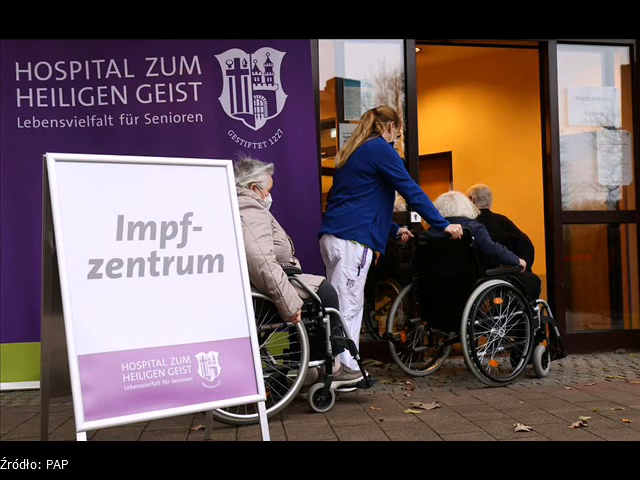 HOSPITAL ZUM
HEILIGEN GEIST
Lebensvielfalt für Senioren
GESTIFTET 1227
Impf-
zentrum
HOSPITAL ZUM
HEILIGEN GEIST
Lebensvielfalt für Senioren
Źródło: PAP